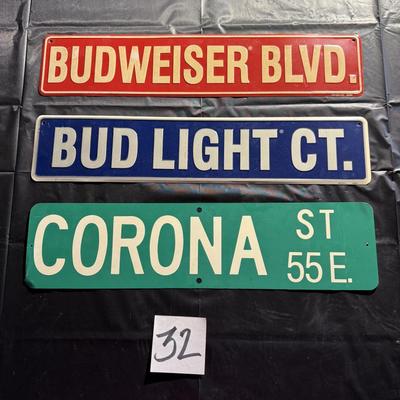 BUDWEISER® BLVD.
BUD LIGHT® CT.
CORONA ST
55 E.
32